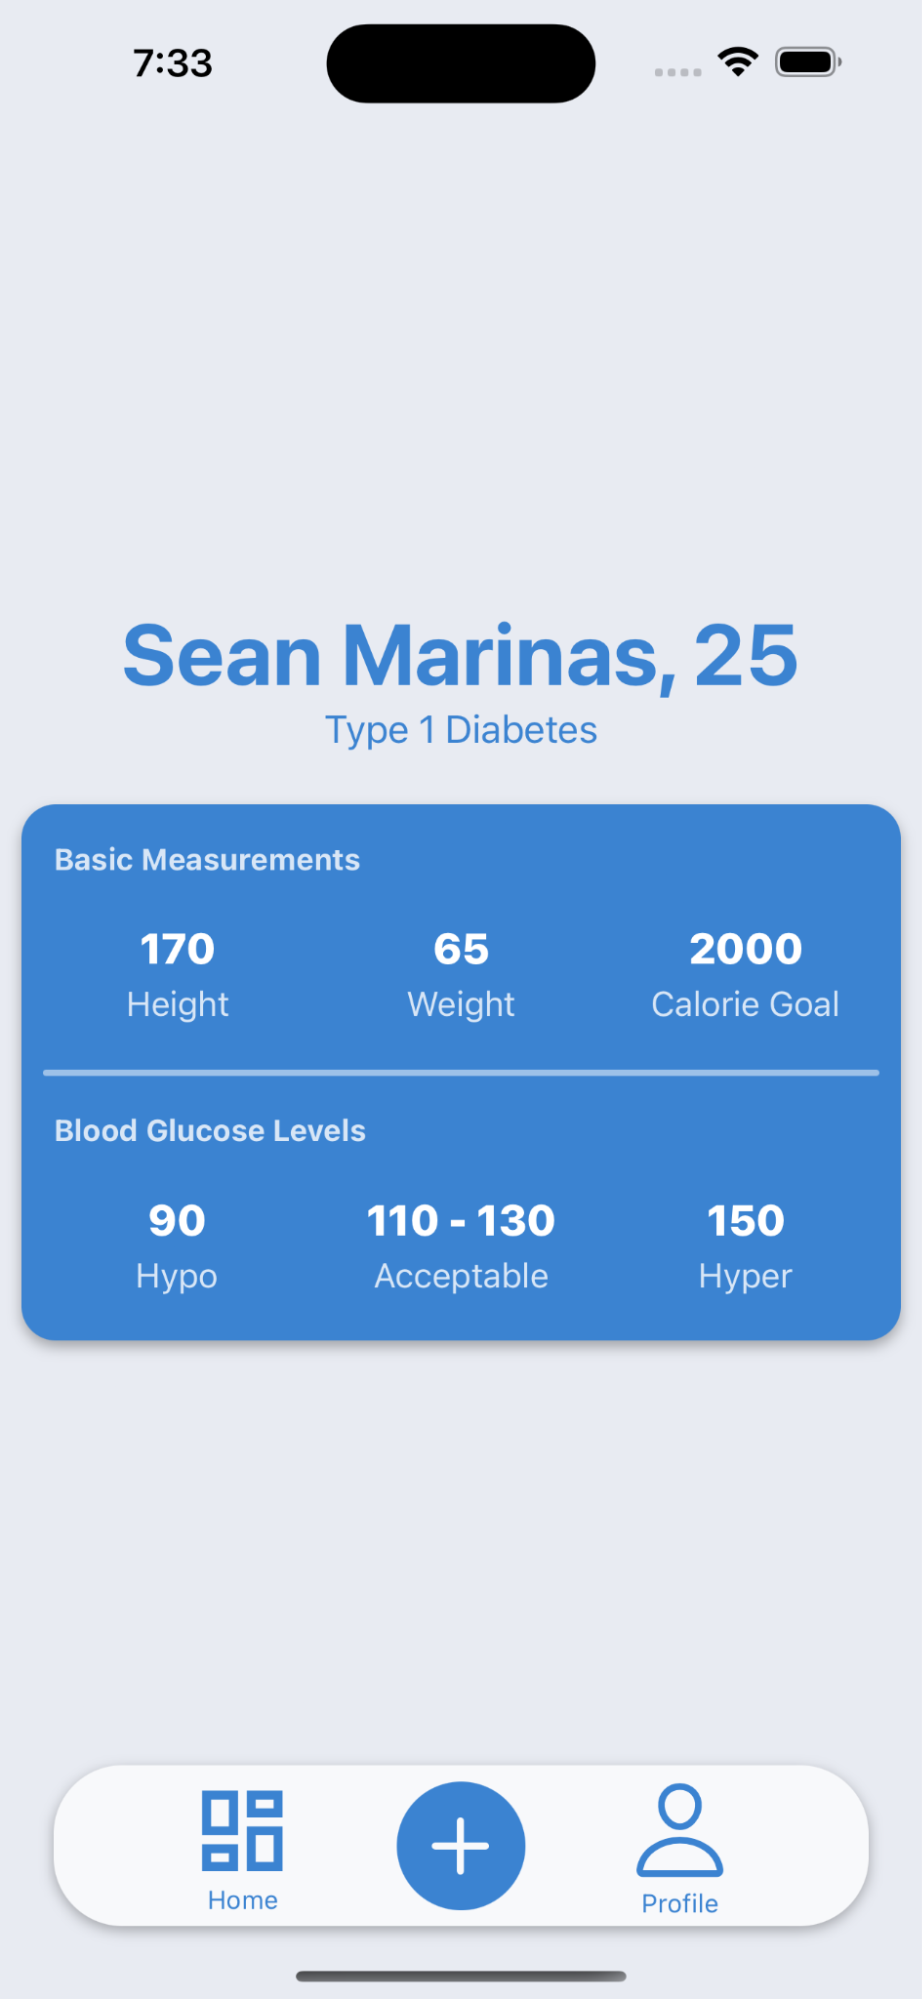 7:33
Sean Marinas, 25
Type 1 Diabetes
Basic Measurements
170 65 2000
Height Weight Calorie Goal
Blood Glucose Levels
90 110 - 130 150
Hypo Acceptable Hyper
Home Profile